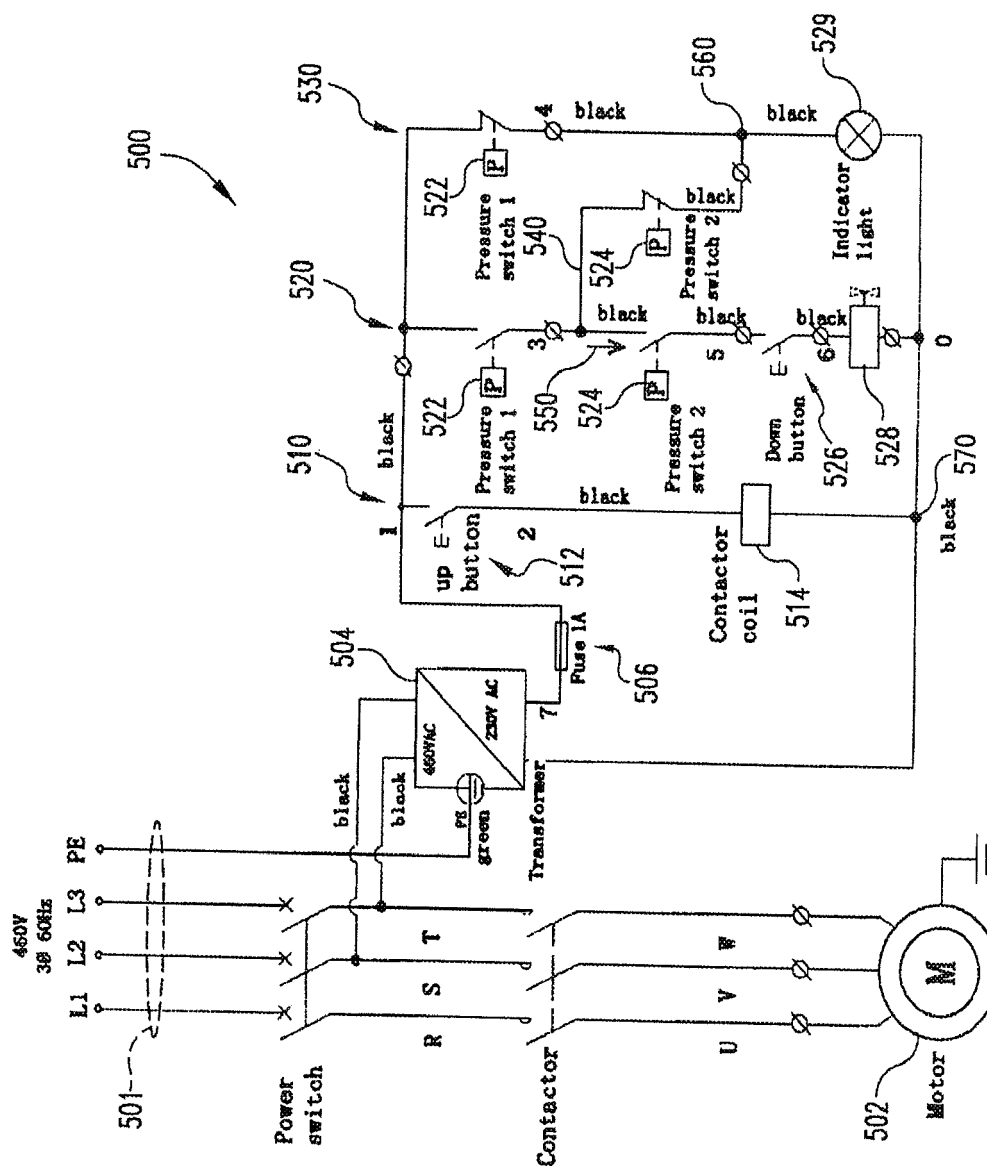 500
530
560
529
520
510
522
P
Pressure
switch 1
4
black
black
540
524
P
Pressure
switch 2
black
Indicator
light
522
P
Pressure
switch 1
3
550
black
524
P
Pressure
switch 2
5
black
Down
button
526
6
black
528
0
black
1
up
button
512
2
black
Contactor
coil
514
570
black
504
460VAC
230V AC
7
Fuse 1A
506
PE
green
Transformer
black
black
460V
3Ø 60Hz
L1
L2
L3
PE
501
Power
switch
R
S
T
Contactor
U
V
W
M
502
Motor